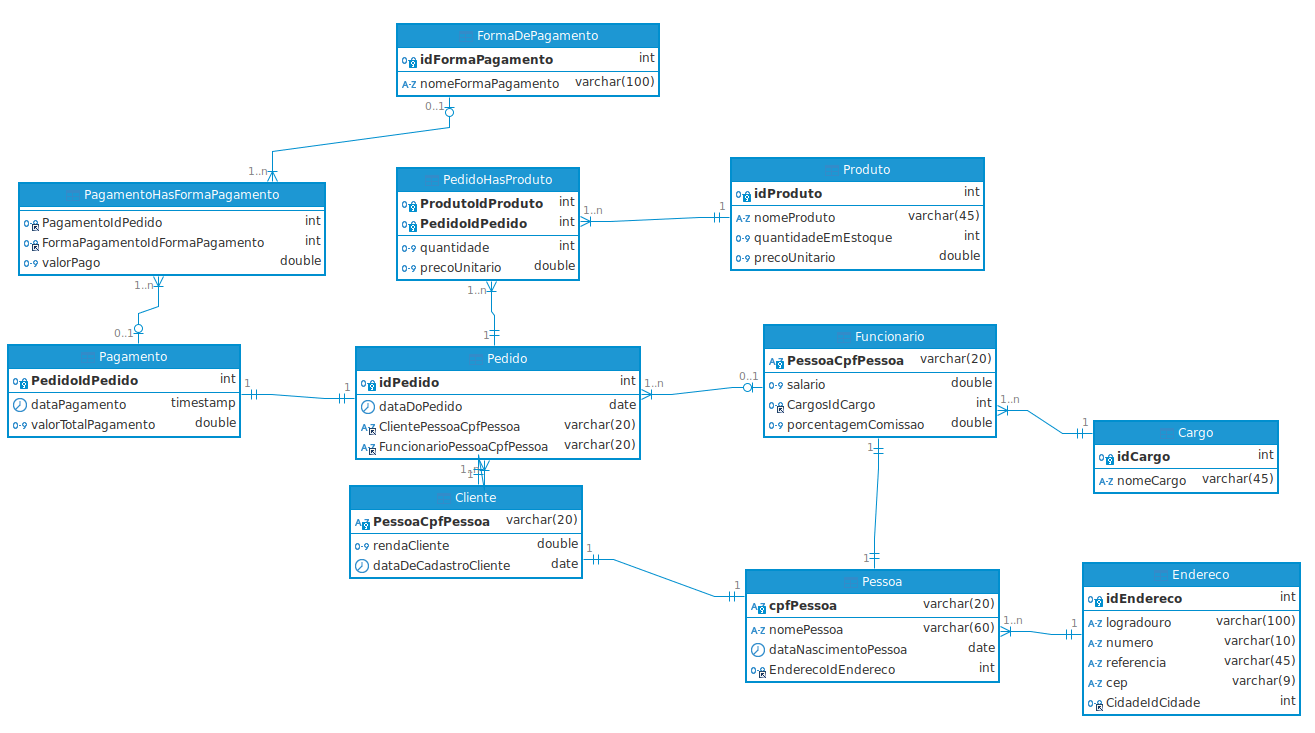 FormaDePagamento
idFormaPagamento int
nomeFormaPagamento varchar(100)
0..1
1..n
PagamentoHasFormaPagamento
PagamentoIdPedido int
FormaPagamentoIdFormaPagamento int
valorPago double
1..n
0..1
PedidoHasProduto
ProdutoIdProduto int
PedidoIdPedido int
quantidade int
precoUnitario double
1..n
1
1..n
1
Produto
idProduto int
nomeProduto varchar(45)
quantidadeEmEstoque int
precoUnitario double
Pagamento
PedidoIdPedido int
dataPagamento timestamp
valorTotalPagamento double
1
1
Pedido
idPedido int
dataDoPedido date
ClientePessoaCpfPessoa varchar(20)
FuncionarioPessoaCpfPessoa varchar(20)
1..n
0..1
Funcionario
PessoaCpfPessoa varchar(20)
salario double
CargosIdCargo int
porcentagemComissao double
1..n
1
Cargo
idCargo int
nomeCargo varchar(45)
1
1
Cliente
PessoaCpfPessoa varchar(20)
rendaCliente double
dataDeCadastroCliente date
1
1
Pessoa
cpfPessoa varchar(20)
nomePessoa varchar(60)
dataNascimentoPessoa date
EnderecoIdEndereco int
1..n
1
Endereco
idEndereco int
logradouro varchar(100)
numero varchar(10)
referencia varchar(45)
cep varchar(9)
CidadeIdCidade int